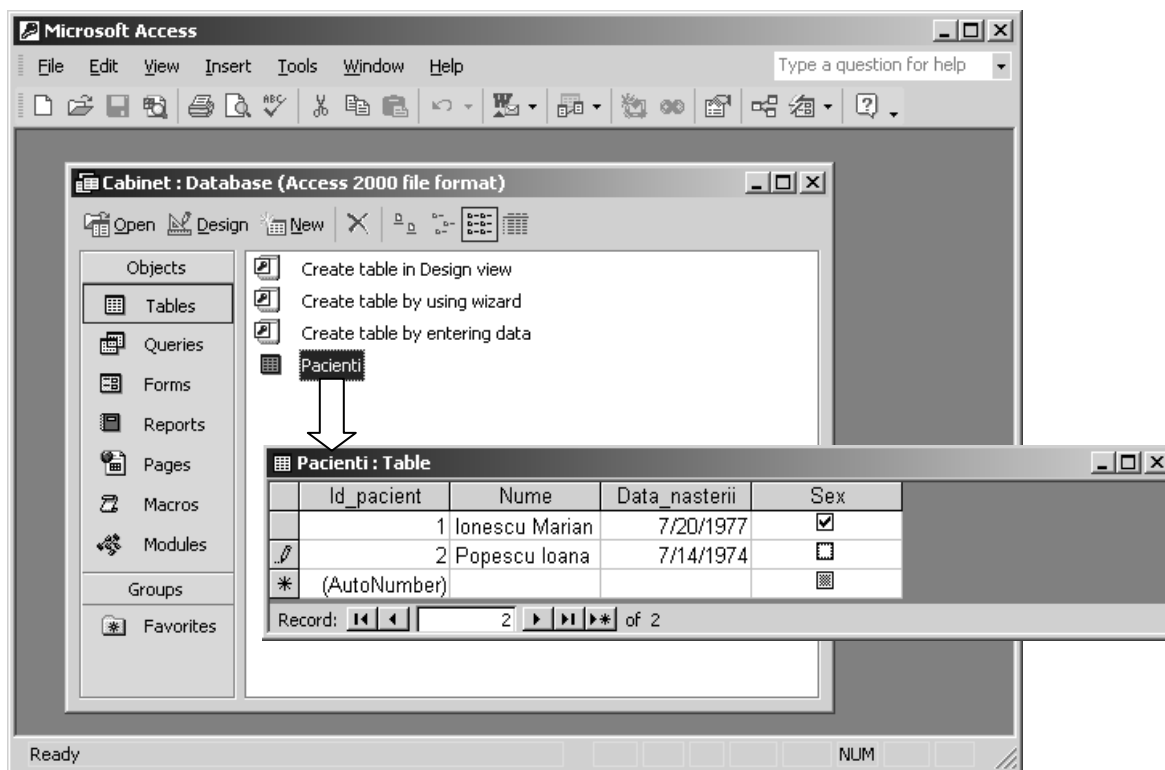 Microsoft Access
File Edit View Insert Tools Window Help Type a question for help
Cabinet : Database (Access 2000 file format)
Open Design New
Objects
Tables
Queries
Forms
Reports
Pages
Macros
Modules
Groups
Favorites
Create table in Design view
Create table by using wizard
Create table by entering data
Pacienti
Pacienti : Table
Id_pacient Nume Data_nasterii Sex
1 Ionescu Marian 7/20/1977
2 Popescu Ioana 7/14/1974
(AutoNumber)
Record: 2 of 2
Ready NUM